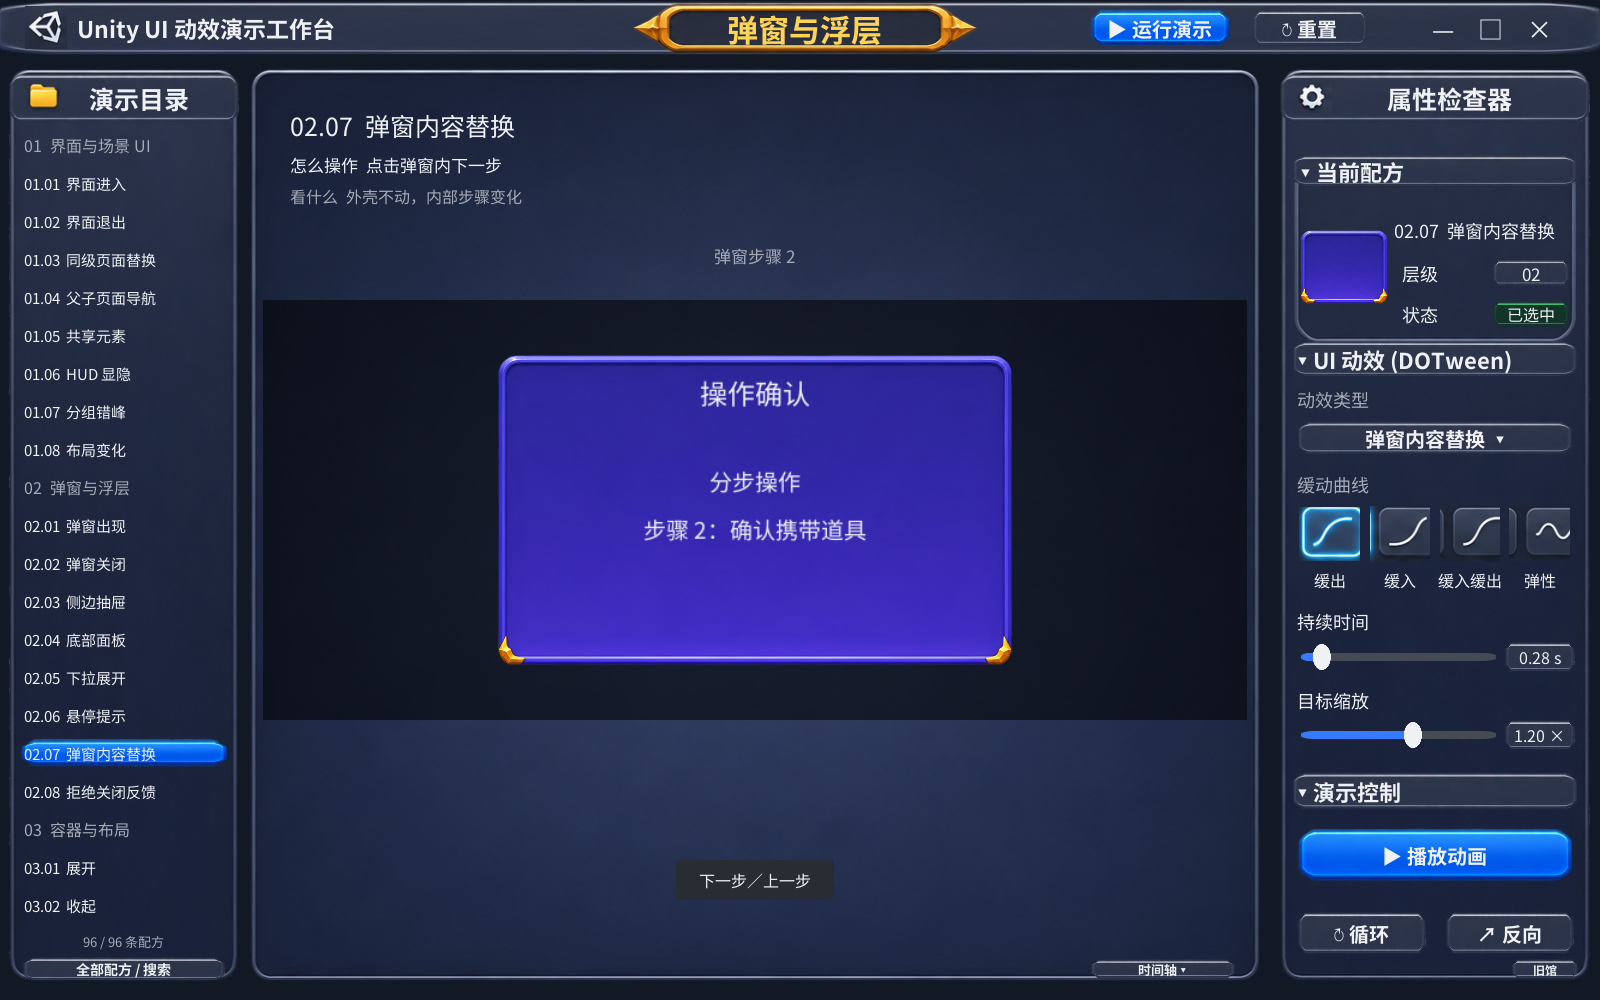 Unity UI 动效演示工作台
弹窗与浮层
▶ 运行演示
重置
演示目录
01 界面与场景 UI
01.01 界面进入
01.02 界面退出
01.03 同级页面替换
01.04 父子页面导航
01.05 共享元素
01.06 HUD 显隐
01.07 分组错峰
01.08 布局变化
02 弹窗与浮层
02.01 弹窗出现
02.02 弹窗关闭
02.03 侧边抽屉
02.04 底部面板
02.05 下拉展开
02.06 悬停提示
02.07 弹窗内容替换
02.08 拒绝关闭反馈
03 容器与布局
03.01 展开
03.02 收起
96 / 96 条配方
全部配方 / 搜索
02.07 弹窗内容替换
怎么操作 点击弹窗内下一步
看什么 外壳不动，内部步骤变化
弹窗步骤 2
操作确认
分步操作
步骤 2：确认携带道具
下一步／上一步
时间轴 ▾
属性检查器
▾ 当前配方
02.07 弹窗内容替换
层级 02
状态 已选中
▾ UI 动效 (DOTween)
动效类型
弹窗内容替换 ▾
缓动曲线
缓出 缓入 缓入缓出 弹性
持续时间
0.28 s
目标缩放
1.20 ×
▾ 演示控制
▶ 播放动画
循环
↗ 反向
旧馆